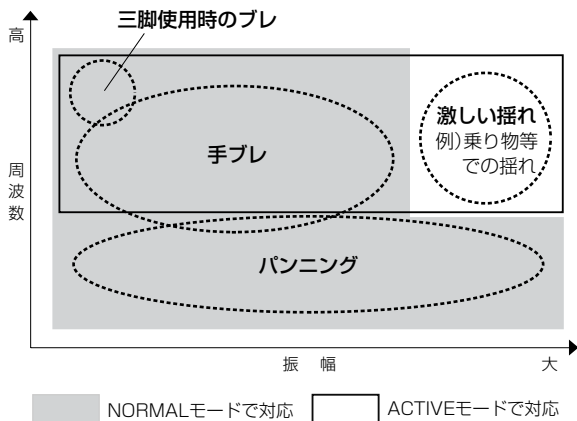 三脚使用時のブレ
高
激しい揺れ
例)乗り物等
での揺れ
手ブレ
周波数
パンニング
振 幅
大
NORMALモードで対応
ACTIVEモードで対応